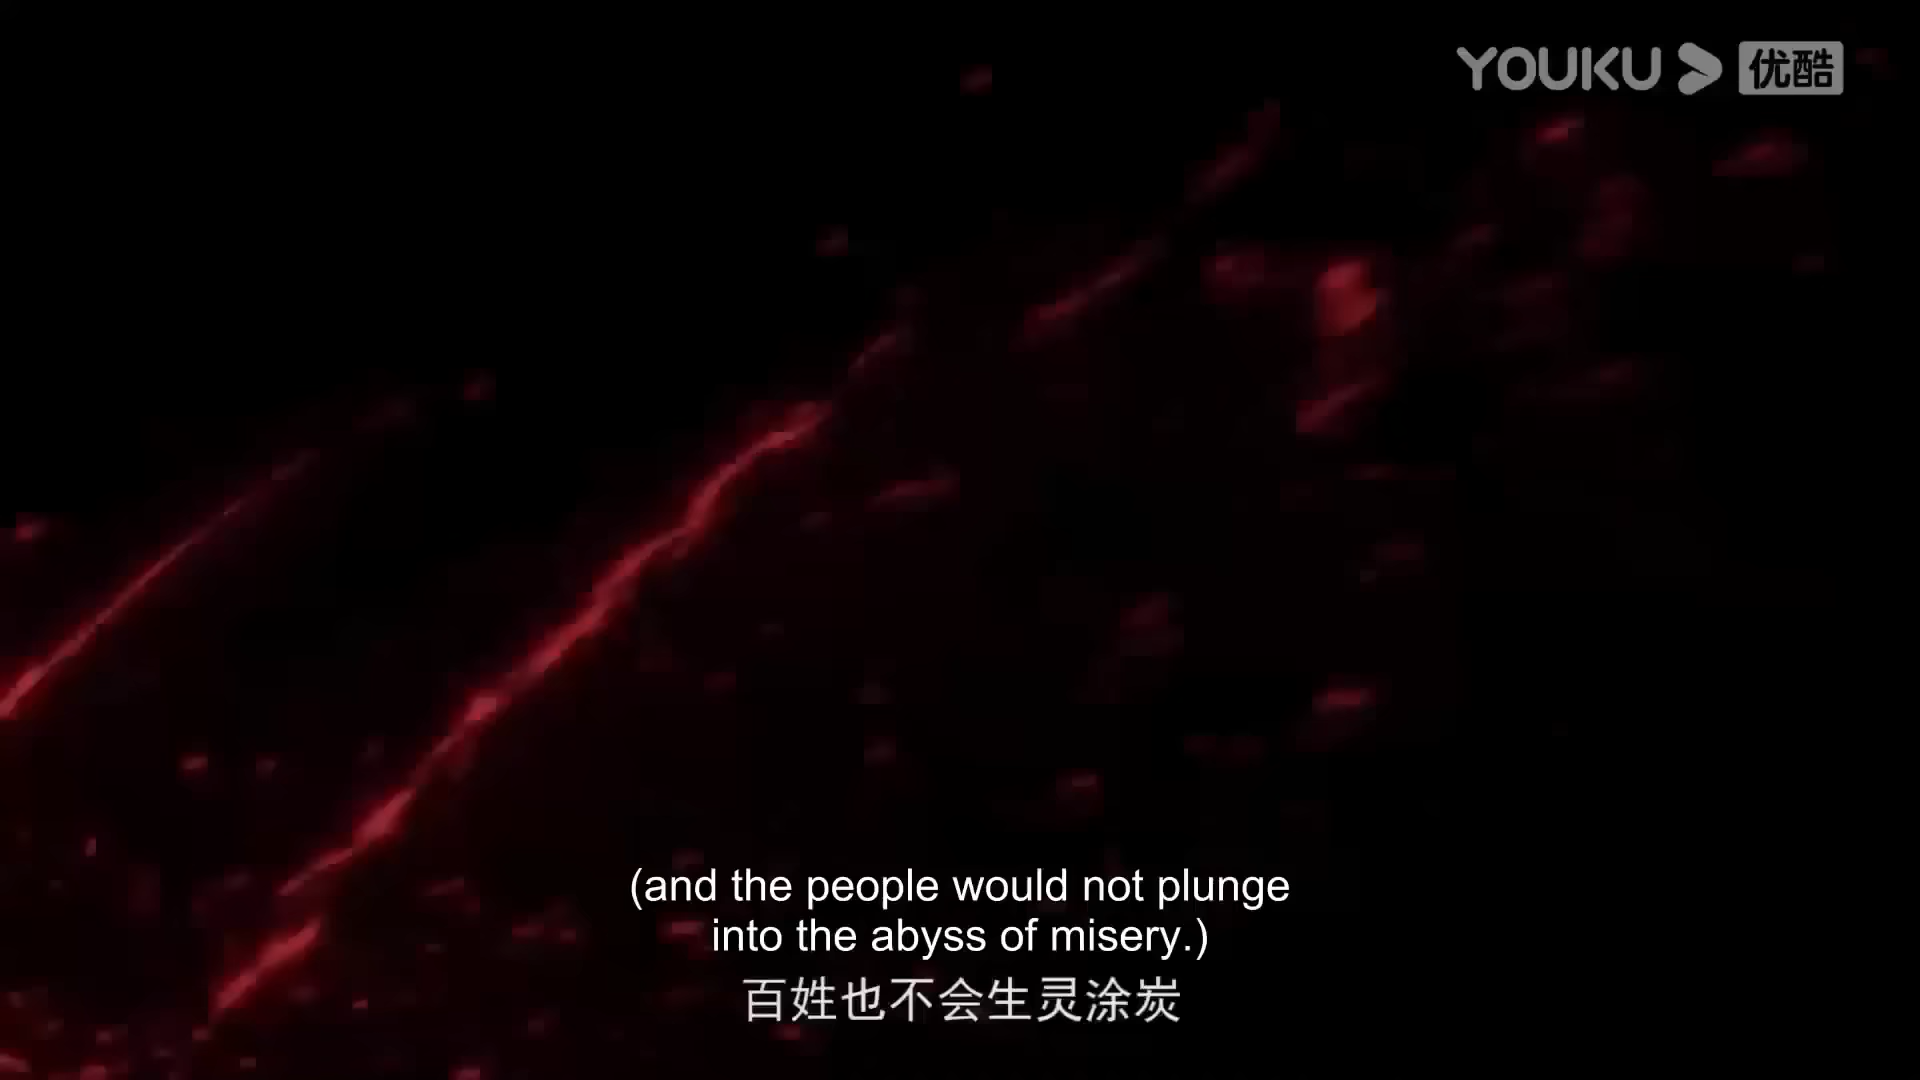 YOUKU 优酷
(and the people would not plunge
into the abyss of misery.)
百姓也不会生灵涂炭